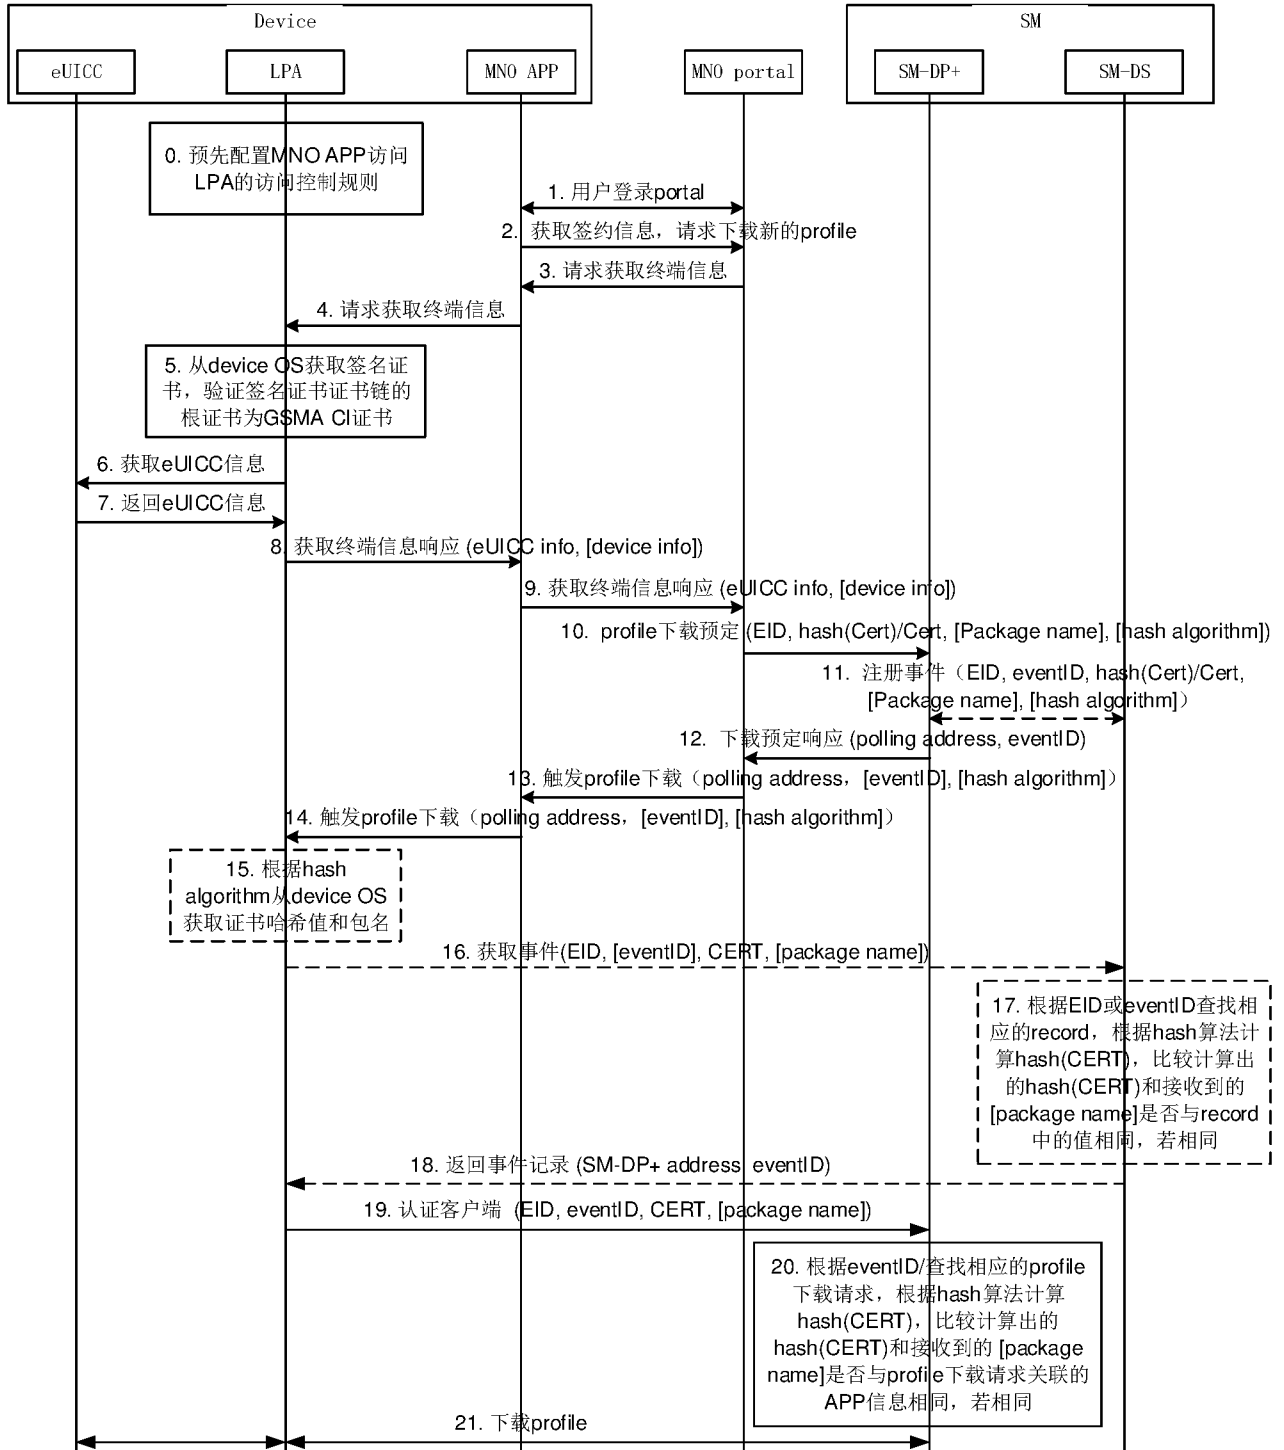 Device
SM
eUICC
LPA
MNO APP
MNO portal
SM-DP+
SM-DS
0. 预先配置MNO APP访问
LPA的访问控制规则
1. 用户登录portal
2. 获取签约信息，请求下载新的profile
3. 请求获取终端信息
4. 请求获取终端信息
5. 从device OS获取签名证
书，验证签名证书证书链的
根证书为GSMA CI证书
6. 获取eUICC信息
7. 返回eUICC信息
8. 获取终端信息响应 (eUICC info, [device info])
9. 获取终端信息响应 (eUICC info, [device info])
10. profile下载预定 (EID, hash(Cert)/Cert, [Package name], [hash algorithm])
11. 注册事件（EID, eventID, hash(Cert)/Cert,
[Package name], [hash algorithm]）
12. 下载预定响应 (polling address, eventID)
13. 触发profile下载（polling address，[eventID], [hash algorithm]）
14. 触发profile下载（polling address，[eventID], [hash algorithm]）
15. 根据hash
algorithm从device OS
获取证书哈希值和包名
16. 获取事件(EID, [eventID], CERT, [package name])
17. 根据EID或eventID查找相
应的record，根据hash算法计
算hash(CERT)，比较计算出
的hash(CERT)和接收到的
[package name]是否与record
中的值相同，若相同
18. 返回事件记录 (SM-DP+ address, eventID)
19. 认证客户端 (EID, eventID, CERT, [package name])
20. 根据eventID/查找相应的profile
下载请求，根据hash算法计算
hash(CERT)，比较计算出的
hash(CERT)和接收到的 [package
name]是否与profile下载请求关联的
APP信息相同，若相同
21. 下载profile